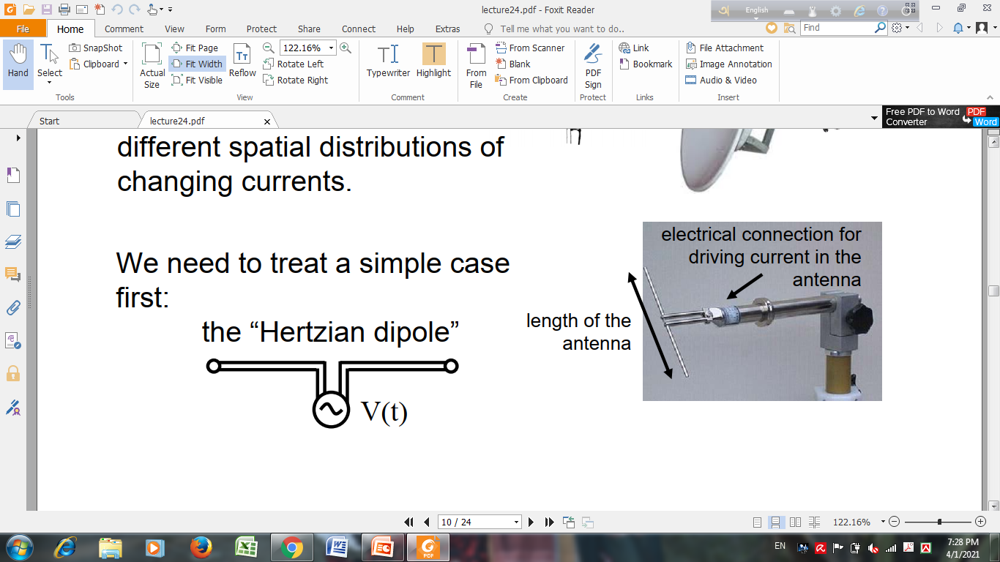 lecture24.pdf - Foxit Reader
English
File Home Comment View Form Protect Share Connect Help Extras Tell me what you want to do.. Find
Hand
Select
SnapShot
Clipboard
Tools
Actual
Size
Fit Page
Fit Width
Fit Visible
Reflow
122.16%
Rotate Left
Rotate Right
View
Typewriter
Highlight
Comment
From
File
From Scanner
Blank
From Clipboard
Create
PDF
Sign
Protect
Link
Bookmark
Links
File Attachment
Image Annotation
Audio & Video
Insert
Start
lecture24.pdf
Free PDF to Word
Converter
PDF
Word
different spatial distributions of
changing currents.
We need to treat a simple case
first:
the “Hertzian dipole”
V(t)
electrical connection for
driving current in the
antenna
length of the
antenna
10 / 24
122.16%
EN
7:28 PM
4/1/2021